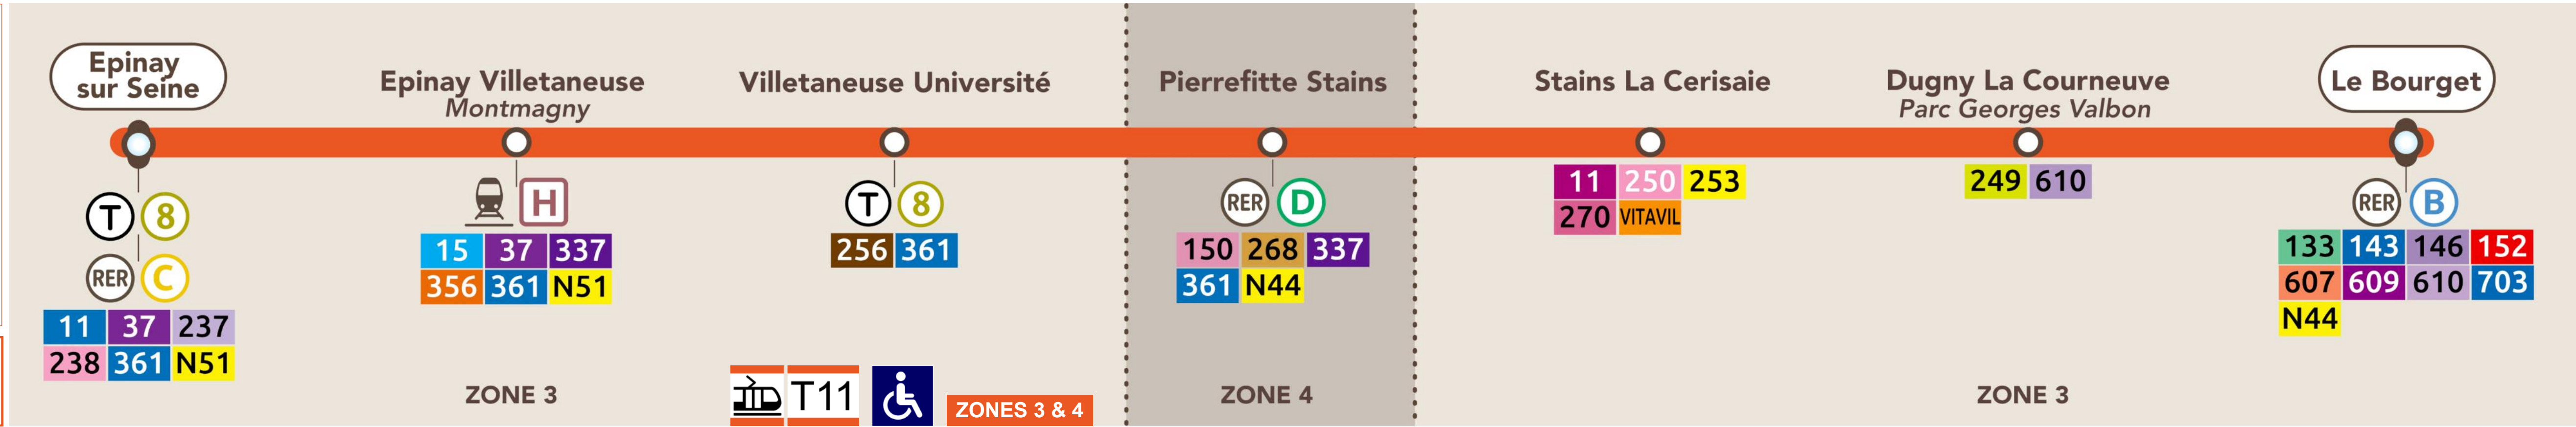 Epinay
sur Seine
T 8
RER C
11 37 237
238 361 N51
Epinay Villetaneuse
Montmagny
H
15 37 337
356 361 N51
ZONE 3
Villetaneuse Université
T 8
256 361
T11
ZONES 3 & 4
Pierrefitte Stains
RER D
150 268 337
361 N44
ZONE 4
Stains La Cerisaie
11 250 253
270 VITAVIL
Dugny La Courneuve
Parc Georges Valbon
249 610
ZONE 3
Le Bourget
RER B
133 143 146 152
607 609 610 703
N44